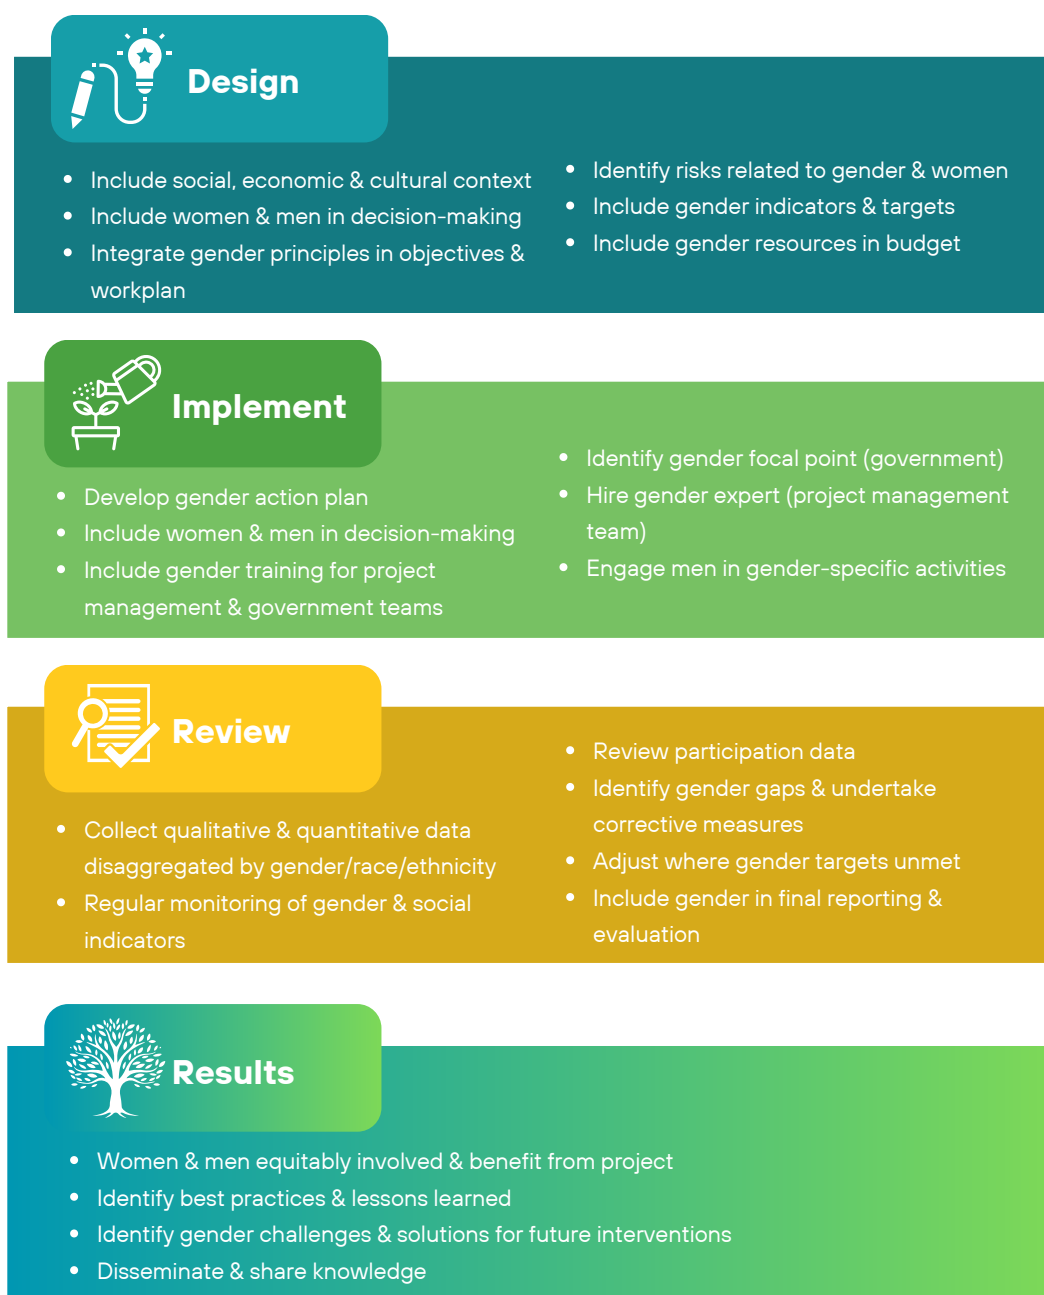 Design
Include social, economic & cultural context
Include women & men in decision-making
Integrate gender principles in objectives &
workplan
Identify risks related to gender & women
Include gender indicators & targets
Include gender resources in budget
Implement
Develop gender action plan
Include women & men in decision-making
Include gender training for project
management & government teams
Identify gender focal point (government)
Hire gender expert (project management
team)
Engage men in gender-specific activities
Review
Collect qualitative & quantitative data
disaggregated by gender/race/ethnicity
Regular monitoring of gender & social
indicators
Review participation data
Identify gender gaps & undertake
corrective measures
Adjust where gender targets unmet
Include gender in final reporting &
evaluation
Results
Women & men equitably involved & benefit from project
Identify best practices & lessons learned
Identify gender challenges & solutions for future interventions
Disseminate & share knowledge